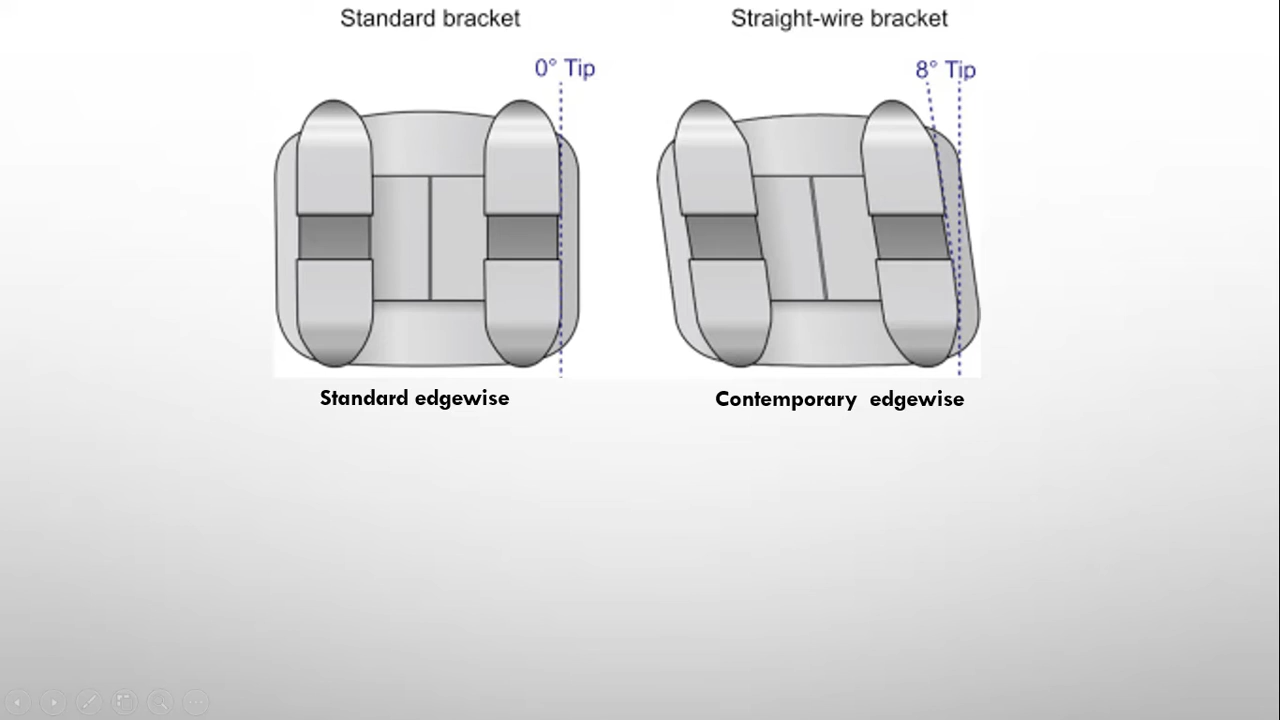 Standard bracket
Straight-wire bracket
0° Tip
8° Tip
Standard edgewise
Contemporary  edgewise